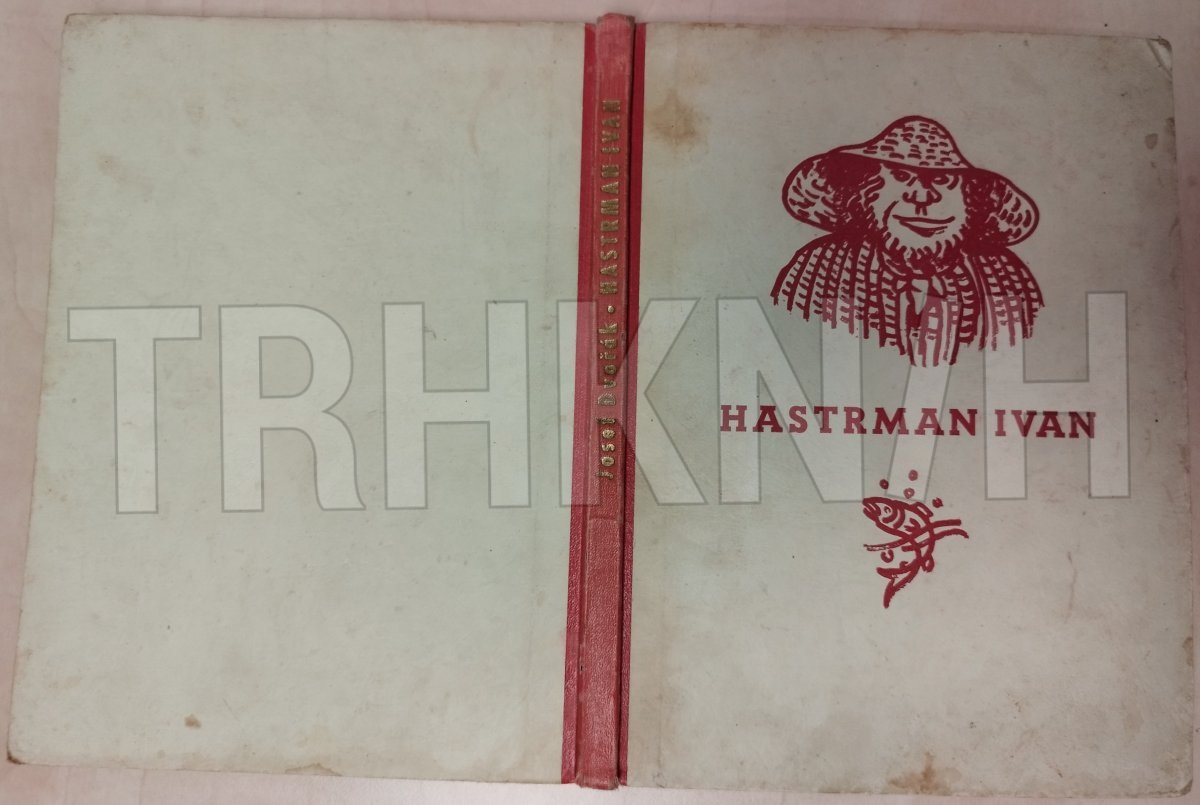 Josef Dvořák • HASTRMAN IVAN
HASTRMAN IVAN
TRHKNIH